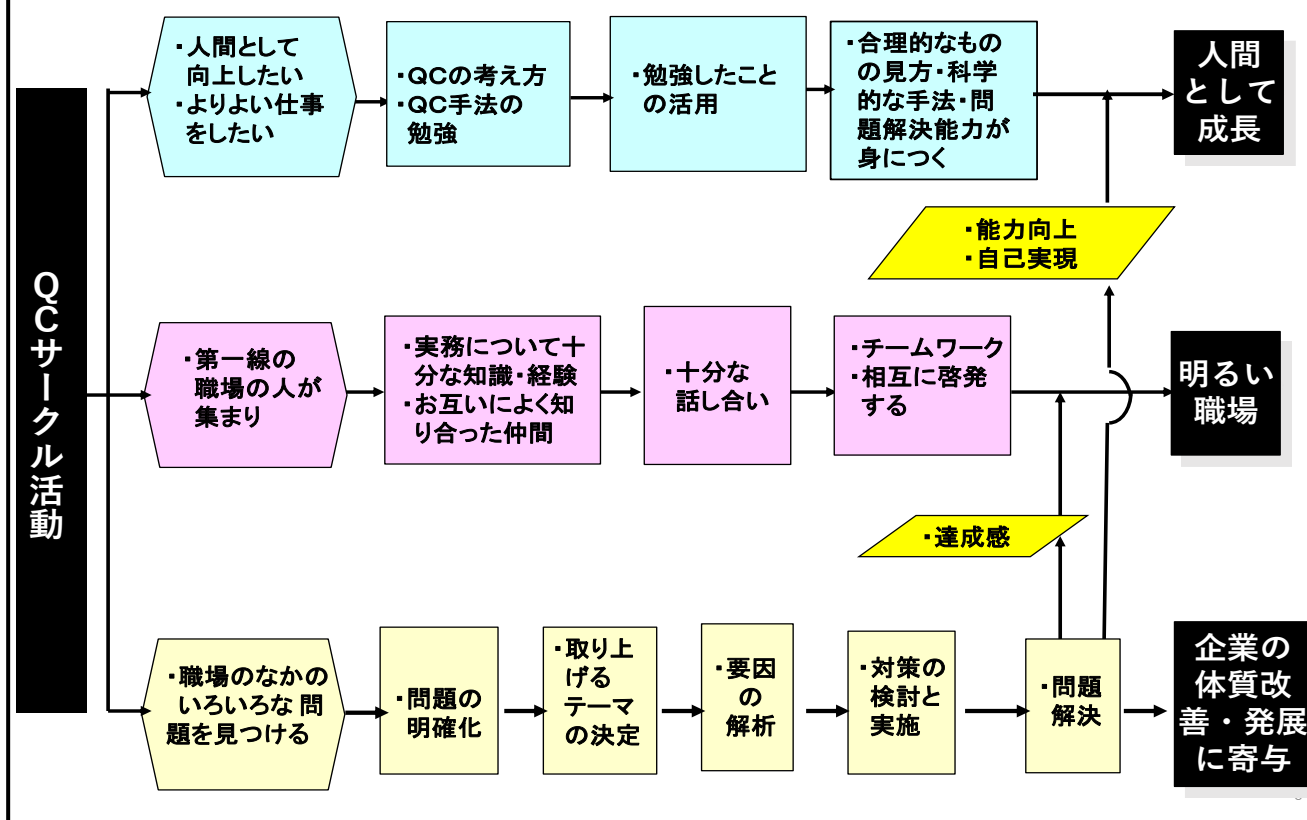 QCサークル活動
・人間として
向上したい
・よりよい仕事
をしたい
・QCの考え方
・QC手法の
勉強
・勉強したこと
の活用
・合理的なもの
の見方・科学
的な手法・問
題解決能力が
身につく
人間
として
成長
・能力向上
・自己実現
・第一線の
職場の人が
集まり
・実務について十
分な知識・経験
・お互いによく知
り合った仲間
・十分な
話し合い
・チームワーク
・相互に啓発
する
明るい
職場
・達成感
・職場のなかの
いろいろな 問
題を見つける
・問題の
明確化
・取り上
げる
テーマ
の決定
・要因
の
解析
・対策の
検討と
実施
・問題
解決
企業の
体質改
善・発展
に寄与